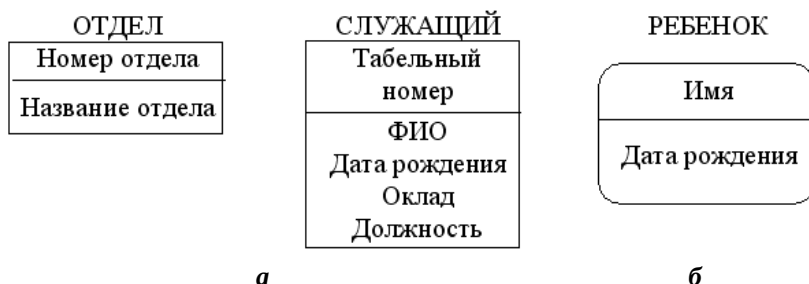 ОТДЕЛ
Номер отдела
Название отдела
СЛУЖАЩИЙ
Табельный
номер
ФИО
Дата рождения
Оклад
Должность
РЕБЕНОК
Имя
Дата рождения
а
б